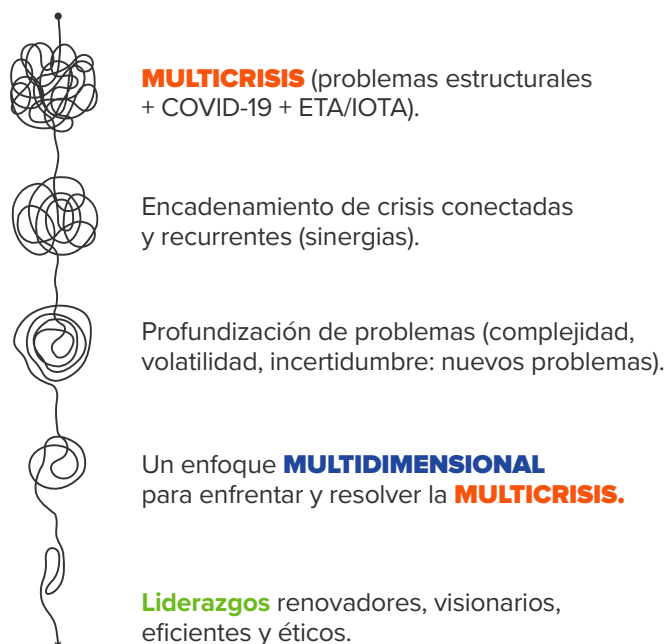 MULTICRISIS (problemas estructurales
+ COVID-19 + ETA/IOTA).
Encadenamiento de crisis conectadas
y recurrentes (sinergias).
Profundización de problemas (complejidad,
volatilidad, incertidumbre: nuevos problemas).
Un enfoque MULTIDIMENSIONAL
para enfrentar y resolver la MULTICRISIS.
Liderazgos renovadores, visionarios,
eficientes y éticos.